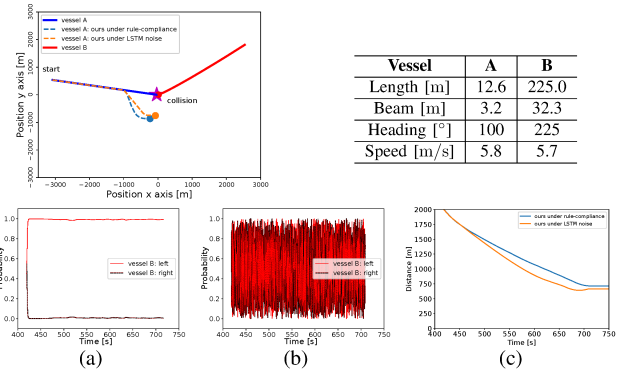 3000
2000
1000
0
-1000
-2000
-3000
Position y axis [m]
vessel A
vessel A: ours under rule-compliance
vessel A: ours under LSTM noise
vessel B
start
collision
-3000 -2000 -1000 0 1000 2000 3000
Position x axis [m]
Vessel A B
Length [m] 12.6 225.0
Beam [m] 3.2 32.3
Heading [°] 100 225
Speed [m/s] 5.8 5.7
1.0
0.8
0.6
0.4
0.2
0.0
Probability
vessel B: left
vessel B: right
400 450 500 550 600 650 700 750
Time [s]
(a)
1.0
0.8
0.6
0.4
0.2
0.0
Probability
vessel B: left
vessel B: right
400 450 500 550 600 650 700 750
Time [s]
(b)
2000
1750
1500
1250
1000
750
500
250
0
Distance [m]
ours under rule-compliance
ours under LSTM noise
400 450 500 550 600 650 700 750
Time [s]
(c)